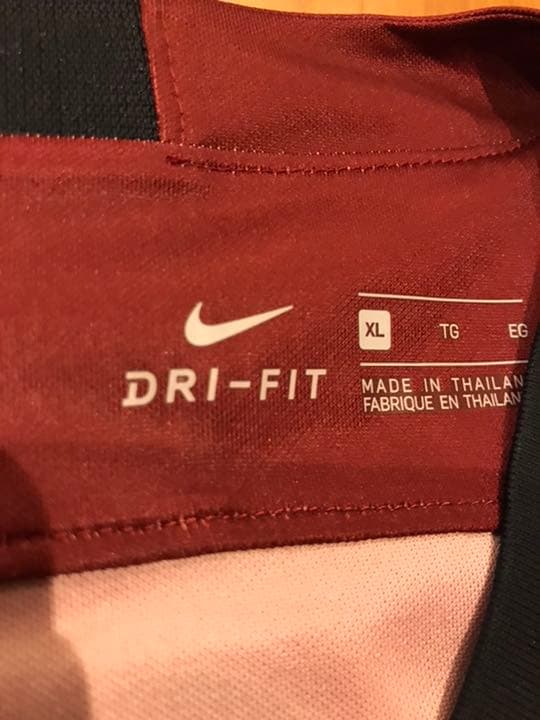 DRI-FIT
XL TG EG
MADE IN THAILAN
FABRIQUE EN THAILAN